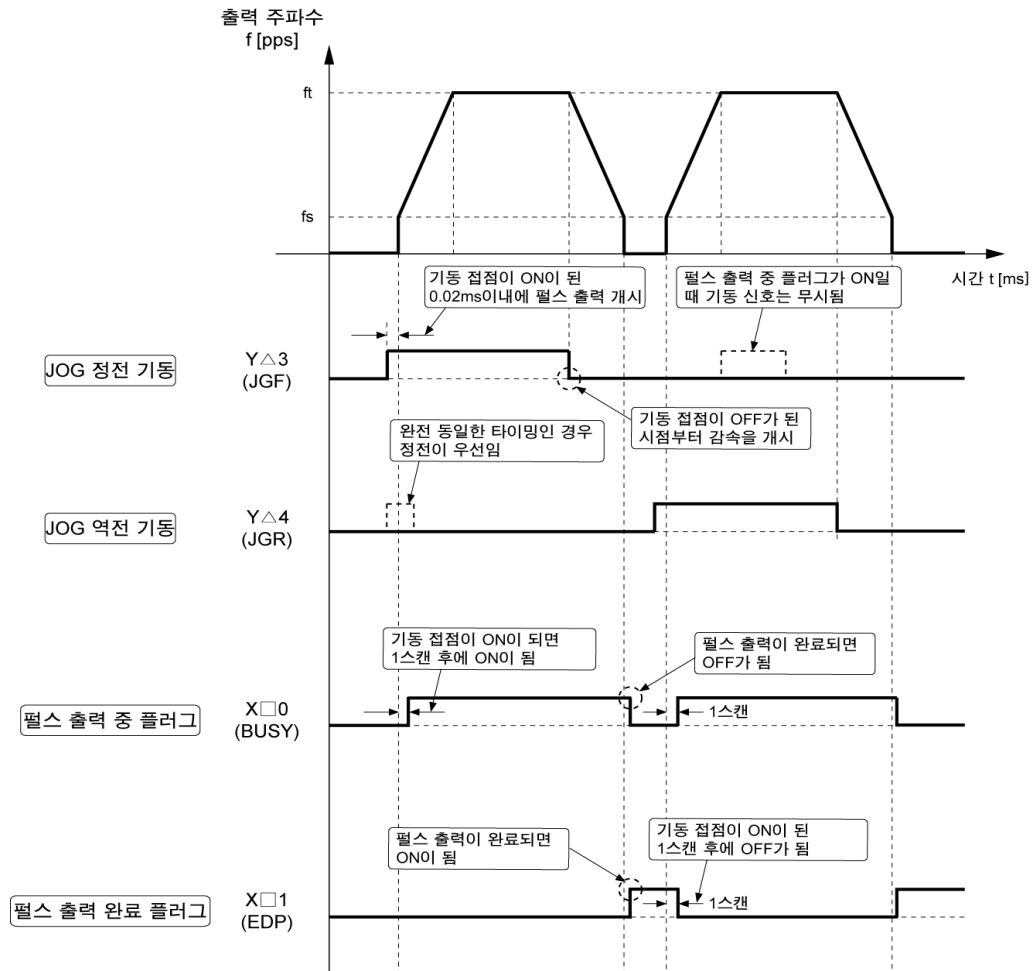 출력 주파수
f [pps]
ft
fs
시간 t [ms]
기동 접점이 ON이 된
0.02ms이내에 펄스 출력 개시
펄스 출력 중 플러그가 ON일
때 기동 신호는 무시됨
JOG 정전 기동
Y△3
(JGF)
기동 접점이 OFF가 된
시점부터 감속을 개시
완전 동일한 타이밍인 경우
정전이 우선임
JOG 역전 기동
Y△4
(JGR)
기동 접점이 ON이 되면
1스캔 후에 ON이 됨
펄스 출력이 완료되면
OFF가 됨
펄스 출력 중 플러그
X□0
(BUSY)
1스캔
펄스 출력이 완료되면
ON이 됨
기동 접점이 ON이 된
1스캔 후에 OFF가 됨
펄스 출력 완료 플러그
X□1
(EDP)
1스캔